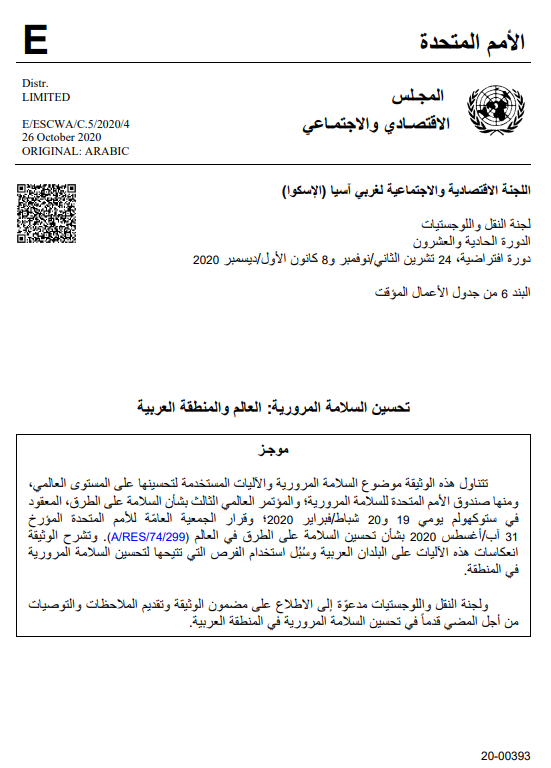 E
الأمم المتحدة
Distr.
LIMITED
E/ESCWA/C.5/2020/4
26 October 2020
ORIGINAL: ARABIC
المجـلس
الاقتصـادي والاجتمـاعي
اللجنة الاقتصادية والاجتماعية لغربي آسيا (الإسكوا)
لجنة النقل واللوجستيات
الدورة الحادية والعشرون
دورة افتراضية، 24 تشرين الثاني/نوفمبر و8 كانون الأول/ديسمبر 2020
البند 6 من جدول الأعمال المؤقت
تحسين السلامة المرورية: العالم والمنطقة العربية
موجـز
تتناول هذه الوثيقة موضوع السلامة المرورية والآليات المستخدمة لتحسينها على المستوى العالمي،
ومنها صندوق الأمم المتحدة للسلامة المرورية؛ والمؤتمر العالمي الثالث بشأن السلامة على الطرق، المعقود
في ستوكهولم يومي 19 و20 شباط/فبراير 2020؛ وقرار الجمعية العامّة للأمم المتحدة المؤرخ
31 آب/أغسطس 2020 بشأن تحسين السلامة على الطرق في العالم (A/RES/74/299). وتشرح الوثيقة
انعكاسات هذه الآليات على البلدان العربية وسُبُل استخدام الفرص التي تتيحها لتحسين السلامة المرورية
في المنطقة.
ولجنة النقل واللوجستيات مدعوّة إلى الاطلاع على مضمون الوثيقة وتقديم الملاحظات والتوصيات
من أجل المضي قدماً في تحسين السلامة المرورية في المنطقة العربية.
20-00393